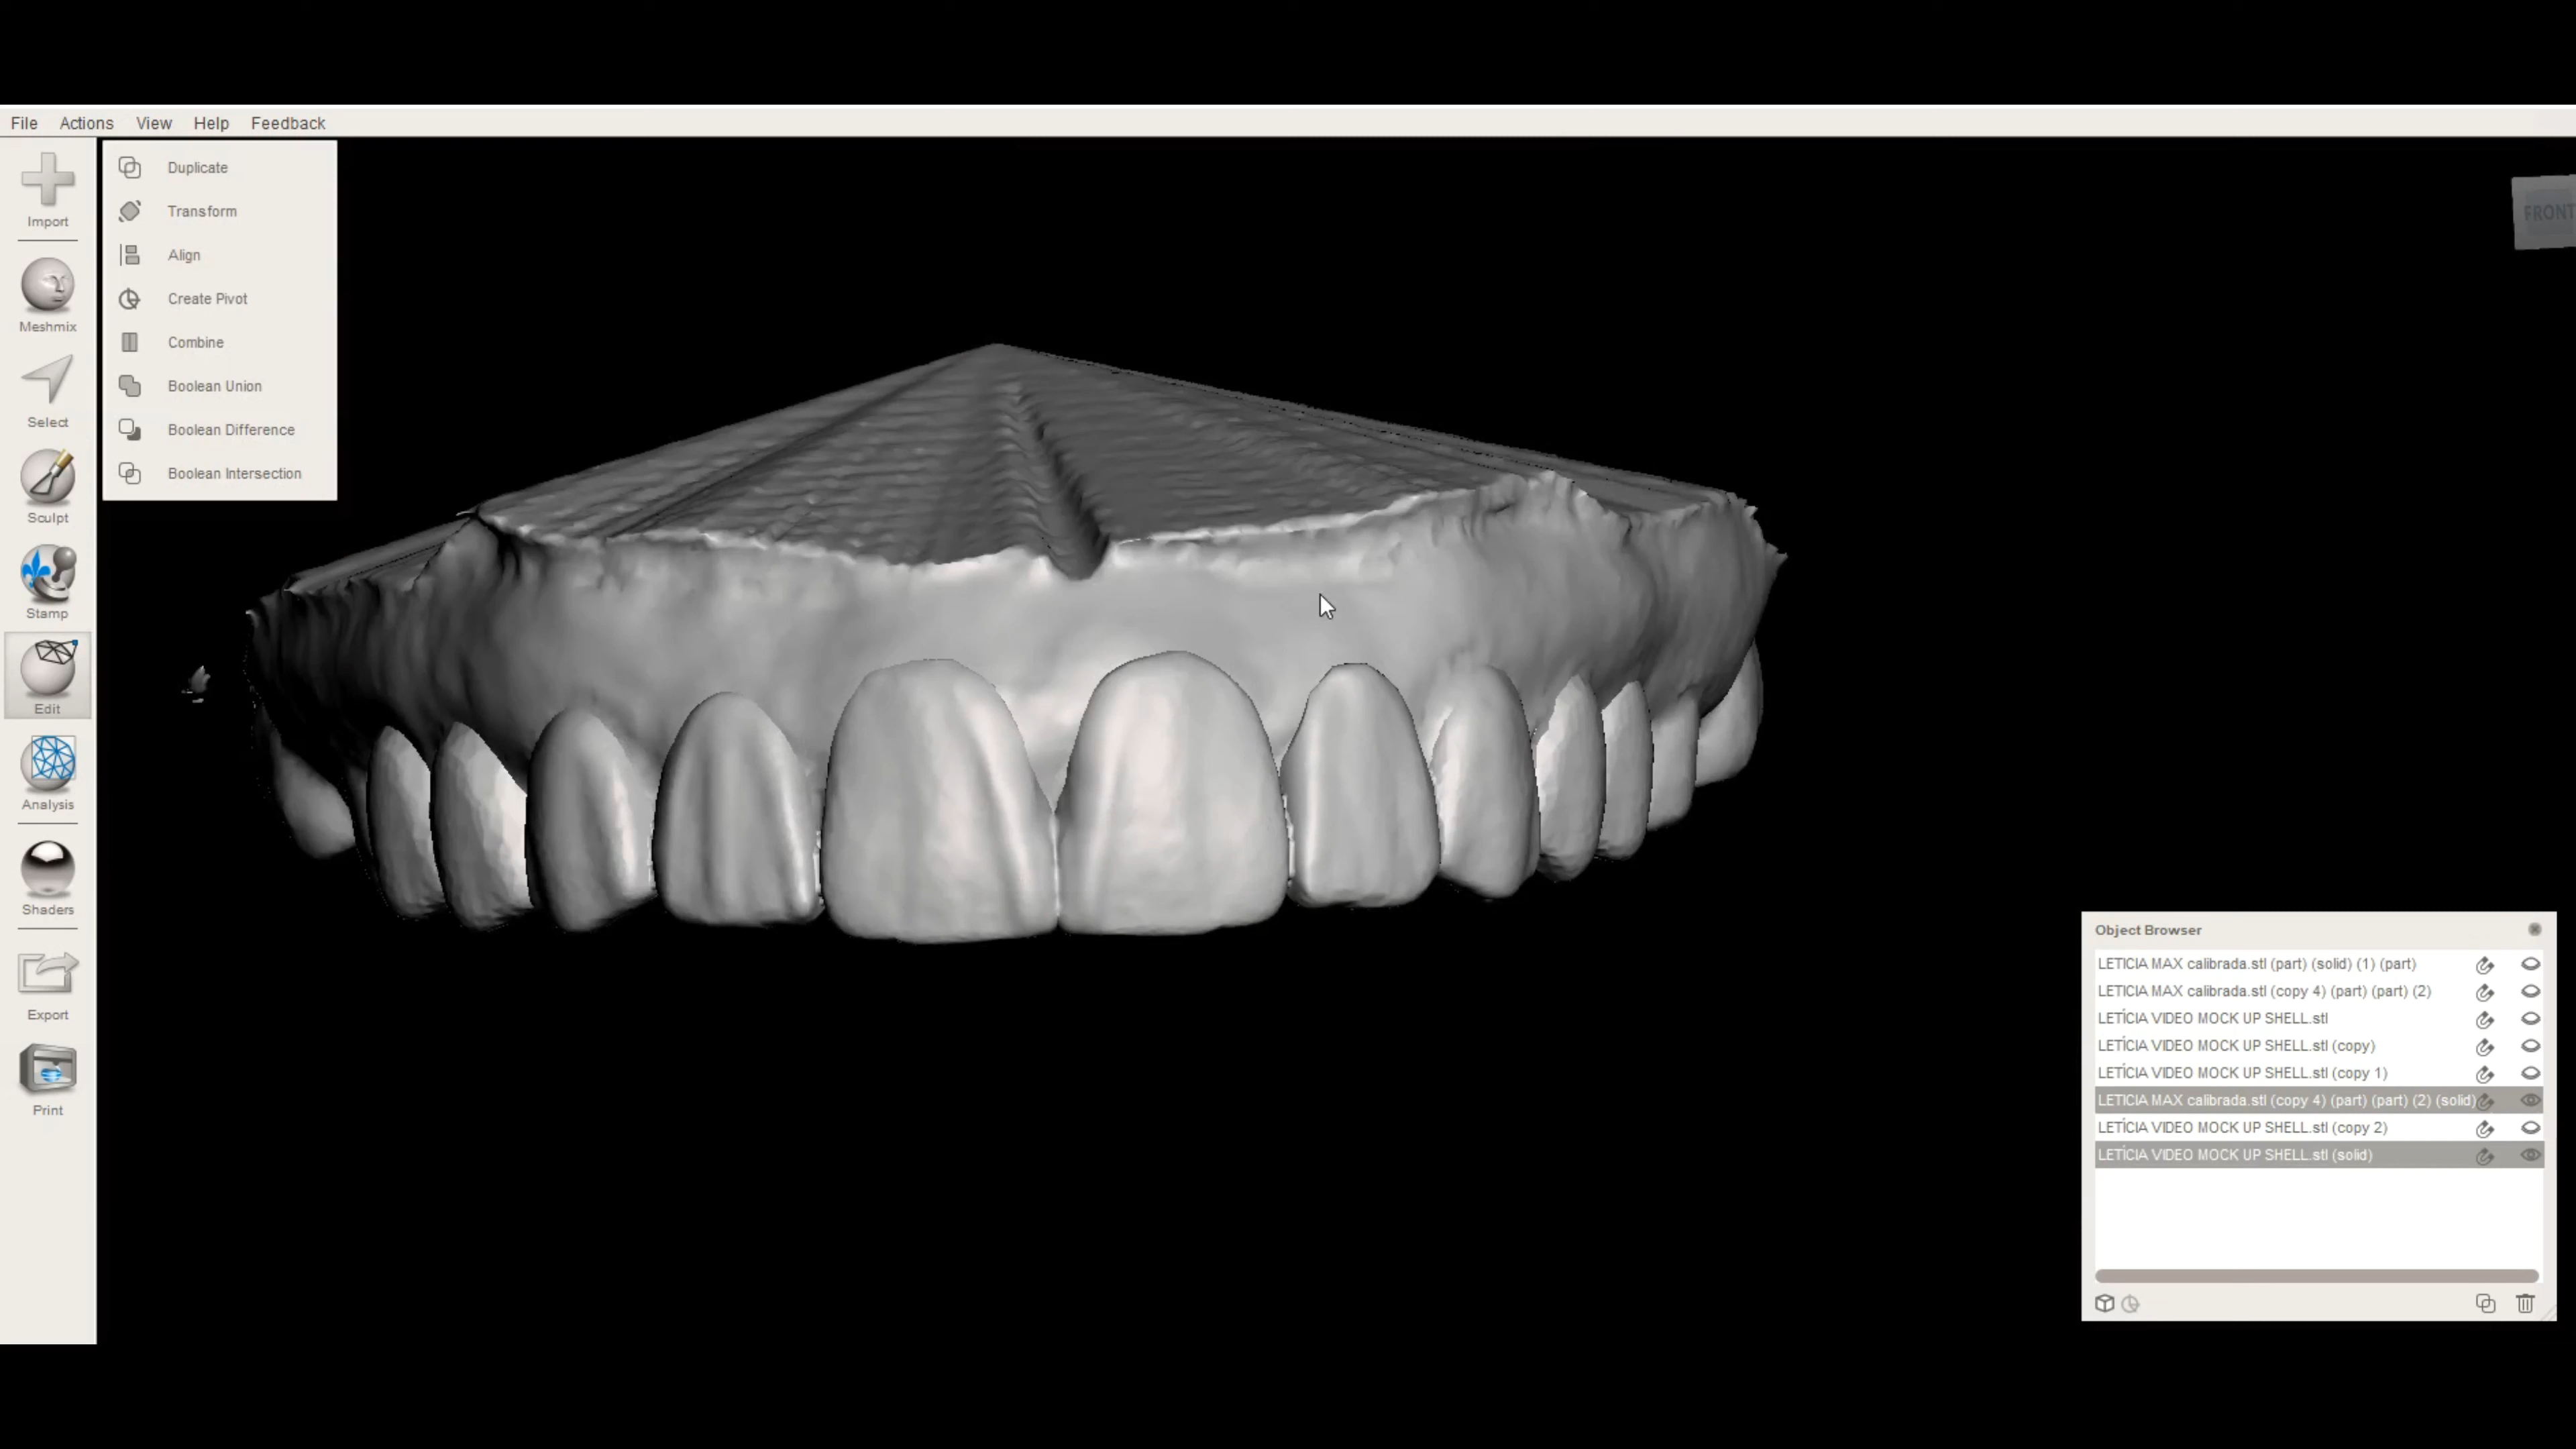 File Actions View Help Feedback
Import
Meshmix
Select
Sculpt
Stamp
Edit
Analysis
Shaders
Export
Print
Duplicate
Transform
Align
Create Pivot
Combine
Boolean Union
Boolean Difference
Boolean Intersection
FRONT
Object Browser
LETICIA MAX calibrada.stl (part) (solid) (1) (part)
LETICIA MAX calibrada.stl (copy 4) (part) (part) (2)
LETÍCIA VIDEO MOCK UP SHELL.stl
LETÍCIA VIDEO MOCK UP SHELL.stl (copy)
LETÍCIA VIDEO MOCK UP SHELL.stl (copy 1)
LETICIA MAX calibrada.stl (copy 4) (part) (part) (2) (solid)
LETÍCIA VIDEO MOCK UP SHELL.stl (copy 2)
LETÍCIA VIDEO MOCK UP SHELL.stl (solid)